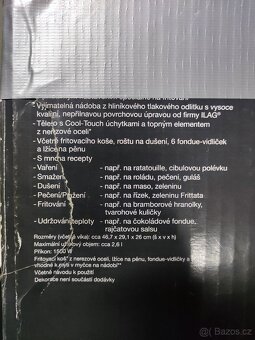 - Vyjímatelná nádoba z hliníkového tlakového odlitku s vysoce
kvalitní, nepřilnavou povrchovou úpravou od firmy ILAG®
- Těleso s Cool-Touch úchytkami a topným elementem
z nerezové oceli*
- Včetně fritovacího koše, roštu na dušení, 6 fondue-vidliček
a lžíce na pěnu
- S mnoha recepty
- Vaření - např. na ratatouille, cibulovou polévku
- Smažení - např. na roládu, pečeni, guláš
- Dušení - např. na maso, zeleninu
- Pečení/Pražení - např. na řízek, zeleninu Frittata
- Fritování - např. na bramborové hranolky,
tvarohové kuličky
- Udržování teploty - např. na čokoládové fondue,
rajčatovou salsu
Rozměry (včetně víka): cca 46,7 x 29,1 x 26 cm (š x v x h)
Maximální užitkový objem: cca 2,6 l
Příkon: 1500 W
Fritovací koš* z nerezové oceli, lžíce na pěnu, fondue-vidličky a
vhodné k mytí v myčce na nádobí**
Včetně návodu k použití
Dekorace není součástí dodávky
Bazos.cz